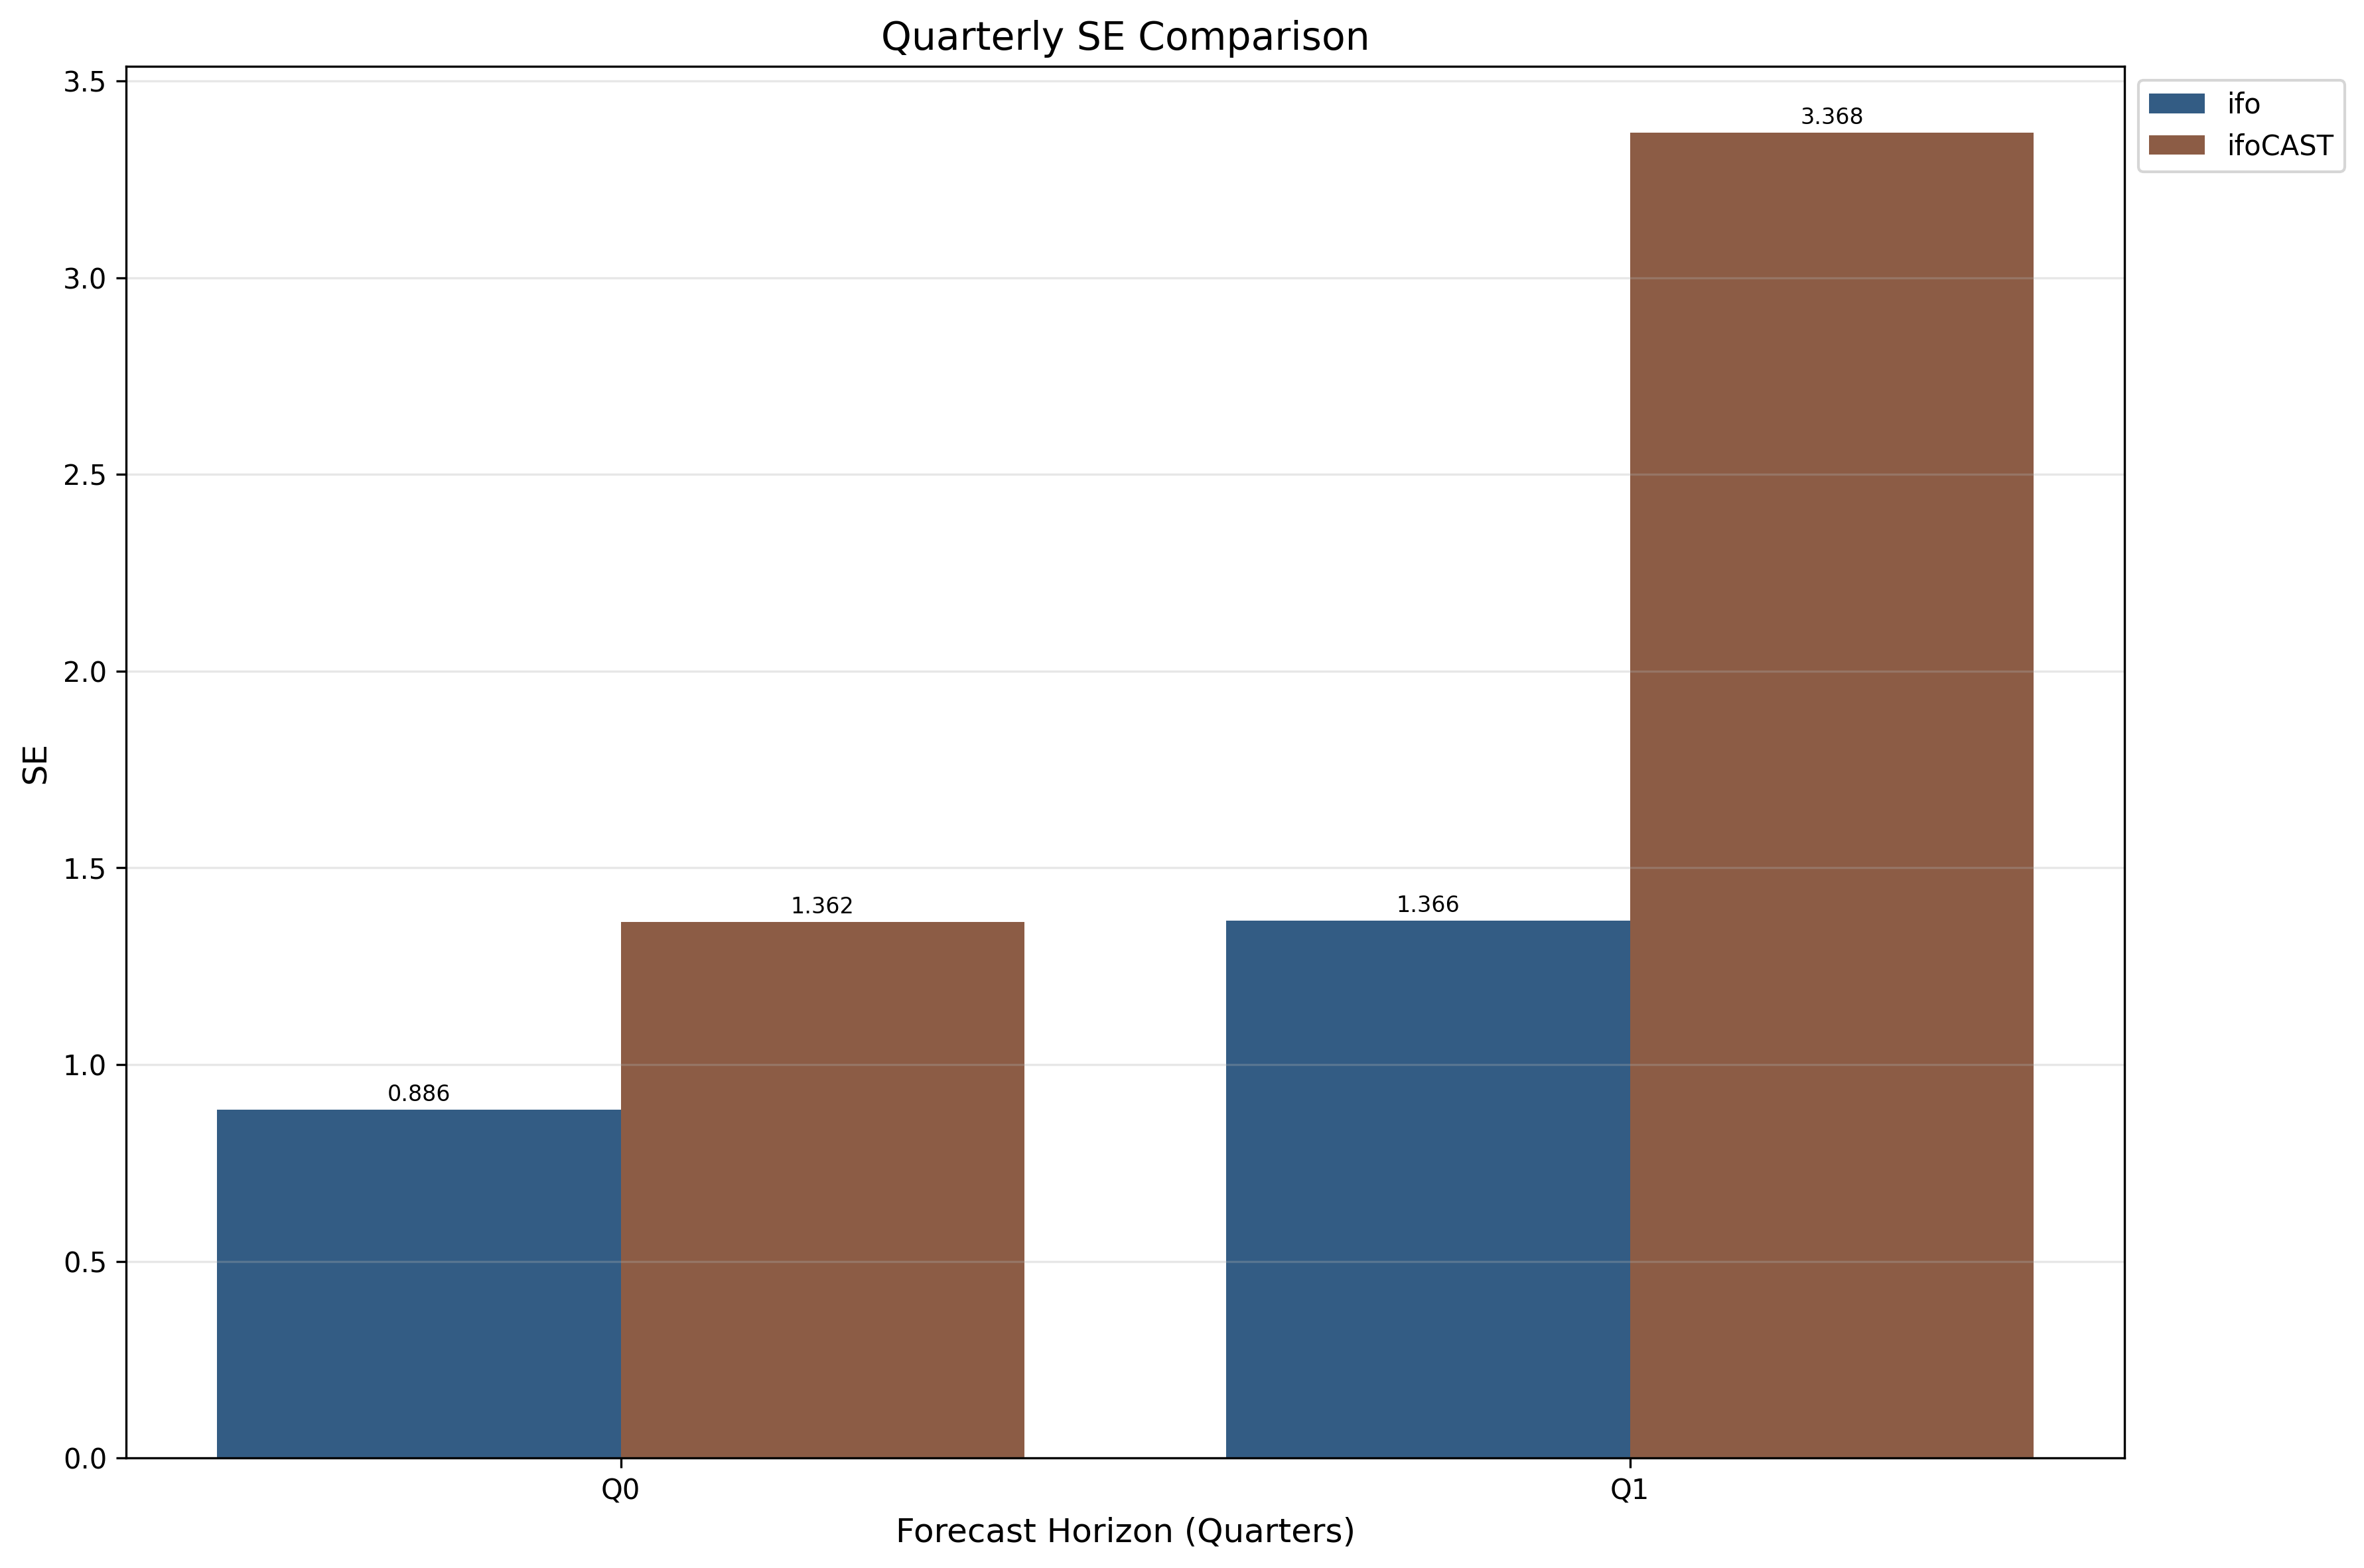 Quarterly SE Comparison
3.5
3.0
2.5
2.0
1.5
1.0
0.5
0.0
SE
0.886
1.362
1.366
3.368
Q0
Q1
Forecast Horizon (Quarters)
ifo
ifoCAST